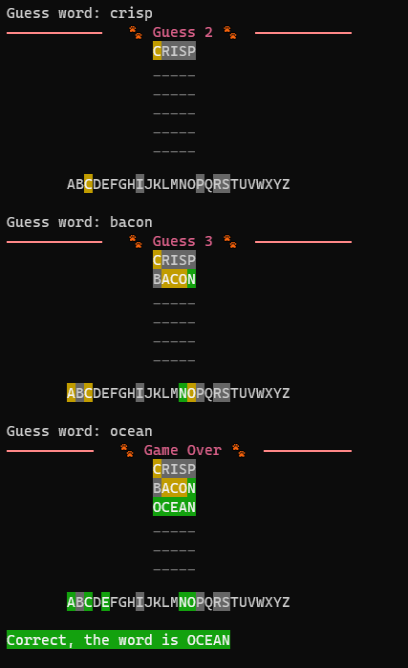 Guess word: crisp
Guess 2
CRISP
_____
_____
_____
_____
_____
ABCDEFGHIJKLMNOPQRSTUVWXYZ
Guess word: bacon
Guess 3
CRISP
BACON
_____
_____
_____
_____
ABCDEFGHIJKLMNOPQRSTUVWXYZ
Guess word: ocean
Game Over
CRISP
BACON
OCEAN
_____
_____
_____
ABCDEFGHIJKLMNOPQRSTUVWXYZ
Correct, the word is OCEAN